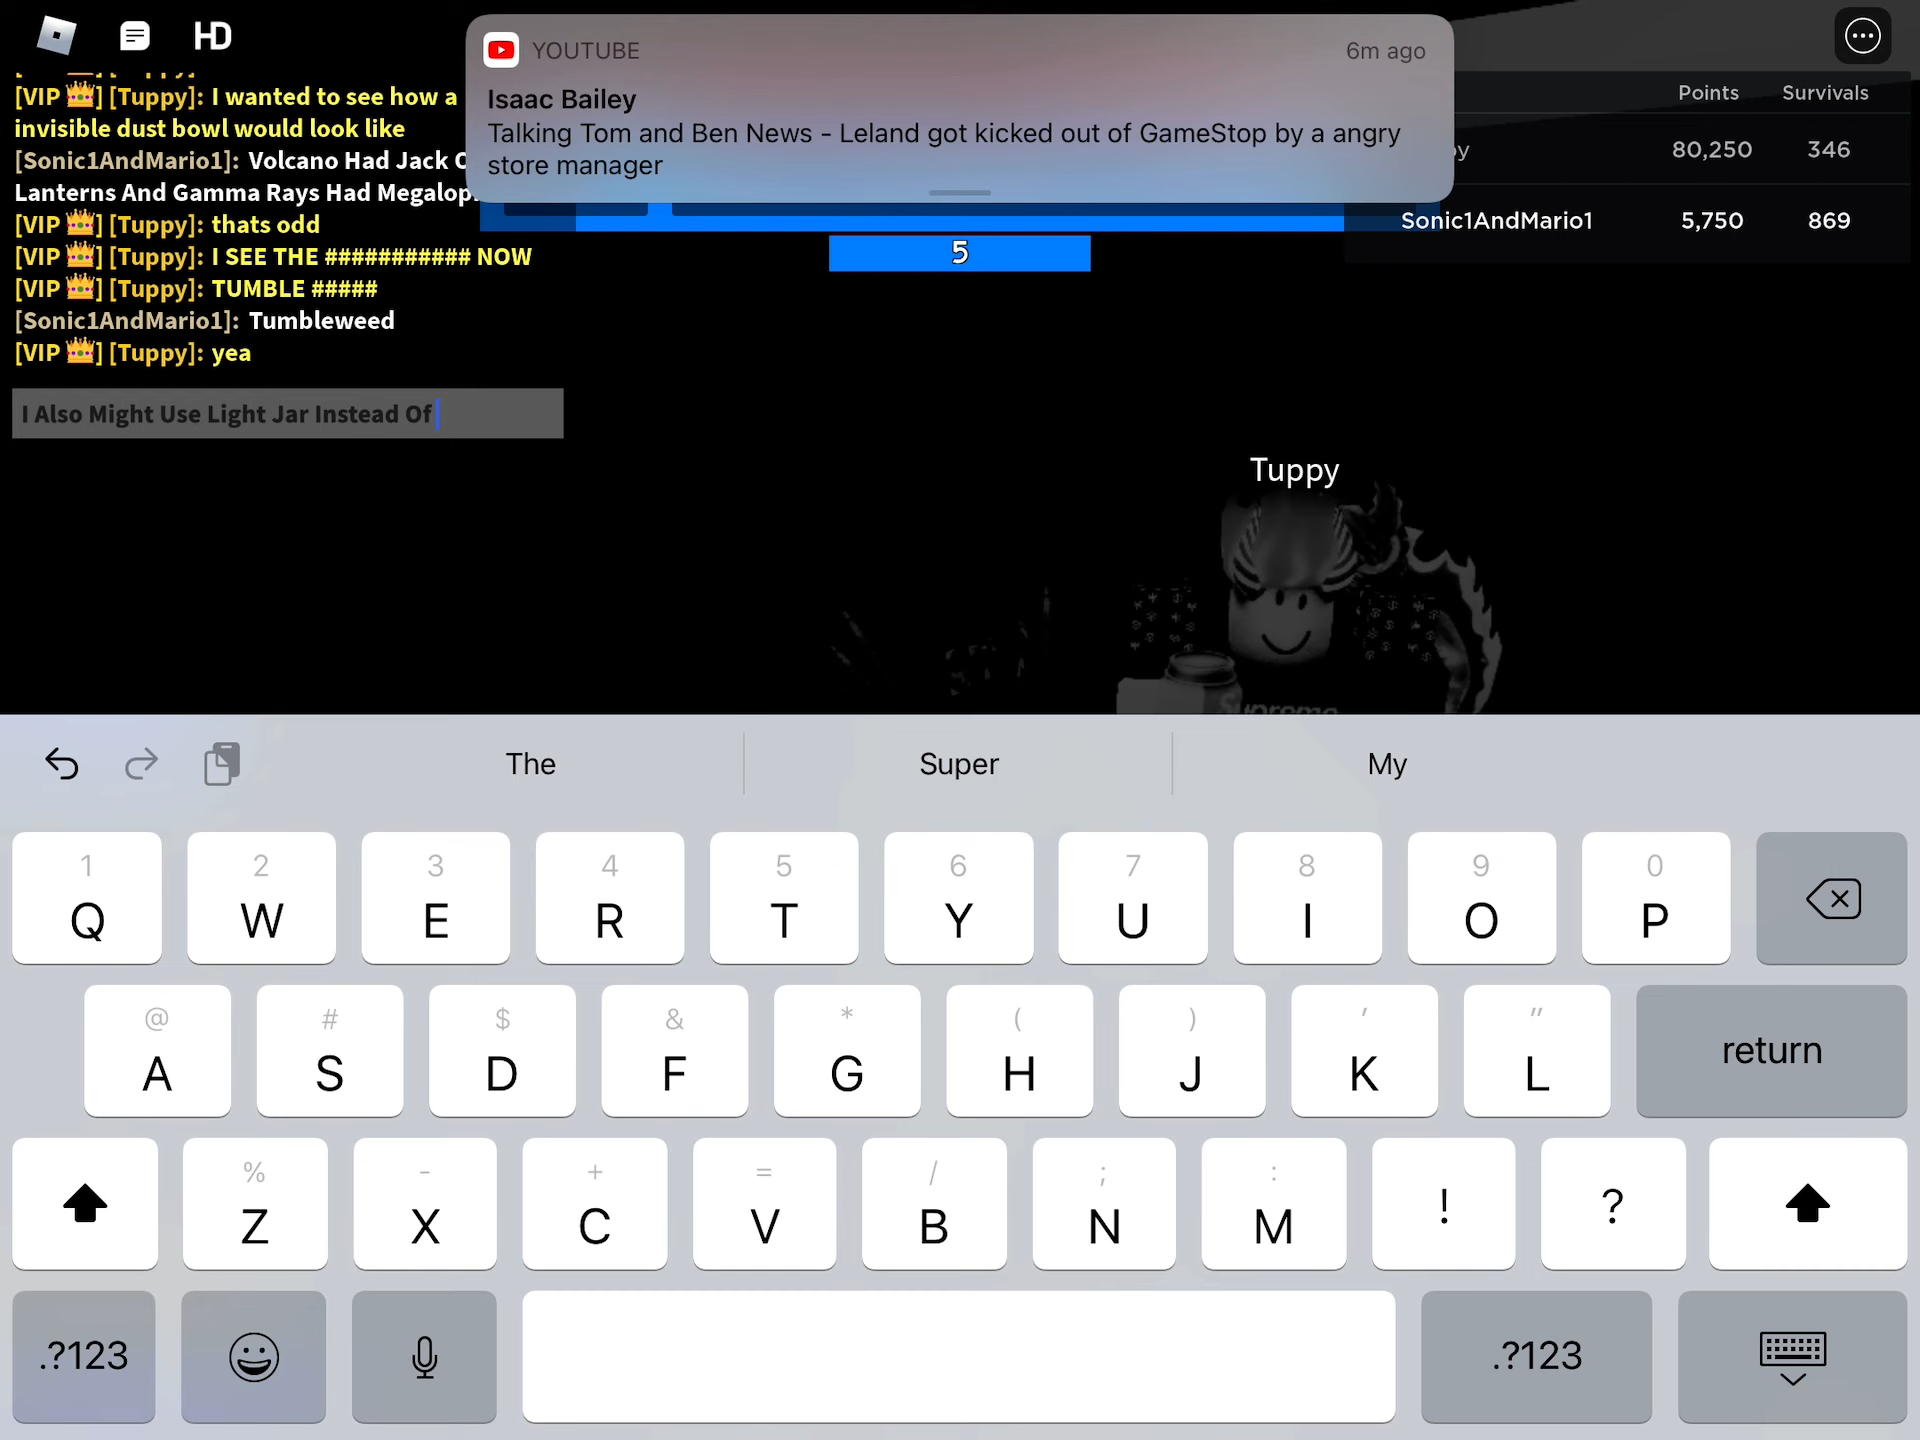 HD
YOUTUBE
6m ago
Isaac Bailey
Talking Tom and Ben News - Leland got kicked out of GameStop by a angry
store manager
[VIP 👑] [Tuppy]: I wanted to see how a
invisible dust bowl would look like
[Sonic1AndMario1]: Volcano Had Jack
Lanterns And Gamma Rays Had
[VIP 👑] [Tuppy]: thats odd
[VIP 👑] [Tuppy]: I SEE THE ########### NOW
[VIP 👑] [Tuppy]: TUMBLE #####
[Sonic1AndMario1]: Tumbleweed
[VIP 👑] [Tuppy]: yea
I Also Might Use Light Jar Instead Of
Points Survivals
80,250 346
Sonic1AndMario1 5,750 869
5
Tuppy
Supreme
The Super My
1 2 3 4 5 6 7 8 9 0
Q W E R T Y U I O P
@ # $ & * ( ) ' "
A S D F G H J K L return
% - + = / ; :
Z X C V B N M ! ?
.?123 .?123